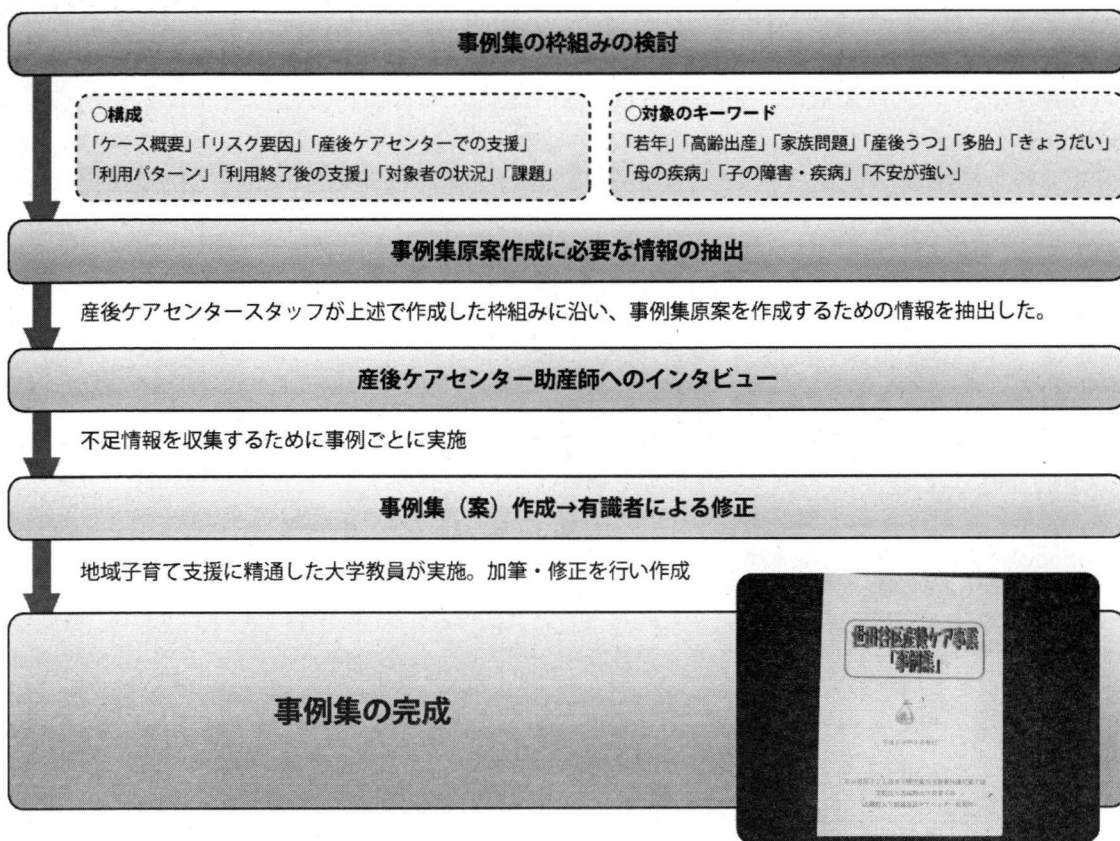 事例集の枠組みの検討
○構成
「ケース概要」「リスク要因」「産後ケアセンターでの支援」
「利用パターン」「利用終了後の支援」「対象者の状況」「課題」
○対象のキーワード
「若年」「高齢出産」「家族問題」「産後うつ」「多胎」「きょうだい」
「母の疾病」「子の障害・疾病」「不安が強い」
事例集原案作成に必要な情報の抽出
産後ケアセンタースタッフが上述で作成した枠組みに沿い、事例集原案を作成するための情報を抽出した。
産後ケアセンター助産師へのインタビュー
不足情報を収集するために事例ごとに実施
事例集（案）作成→有識者による修正
地域子育て支援に精通した大学教員が実施。加筆・修正を行い作成
事例集の完成
世田谷区産後ケア事業
「事例集」